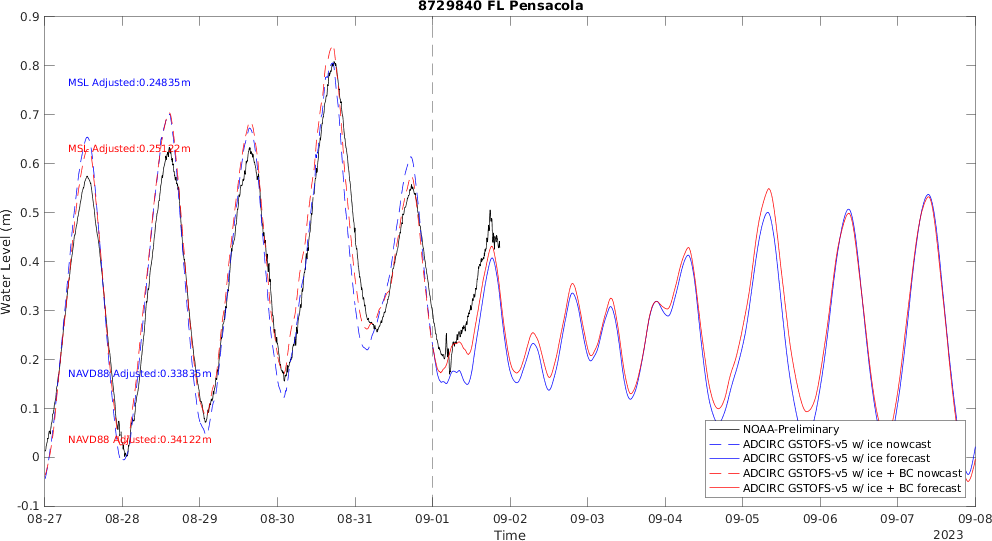 8729840 FL Pensacola
0.9
0.8
MSL Adjusted:0.24835m
0.7
MSL Adjusted:0.25122m
0.6
0.5
0.4
0.3
0.2
NAVD88 Adjusted:0.33835m
0.1
NAVD88 Adjusted:0.34122m
0
-0.1
Water Level (m)
NOAA-Preliminary
ADCIRC GSTOFS-v5 w/ ice nowcast
ADCIRC GSTOFS-v5 w/ ice forecast
ADCIRC GSTOFS-v5 w/ ice + BC nowcast
ADCIRC GSTOFS-v5 w/ ice + BC forecast
08-27 08-28 08-29 08-30 08-31 09-01 09-02 09-03 09-04 09-05 09-06 09-07 09-08
Time
2023